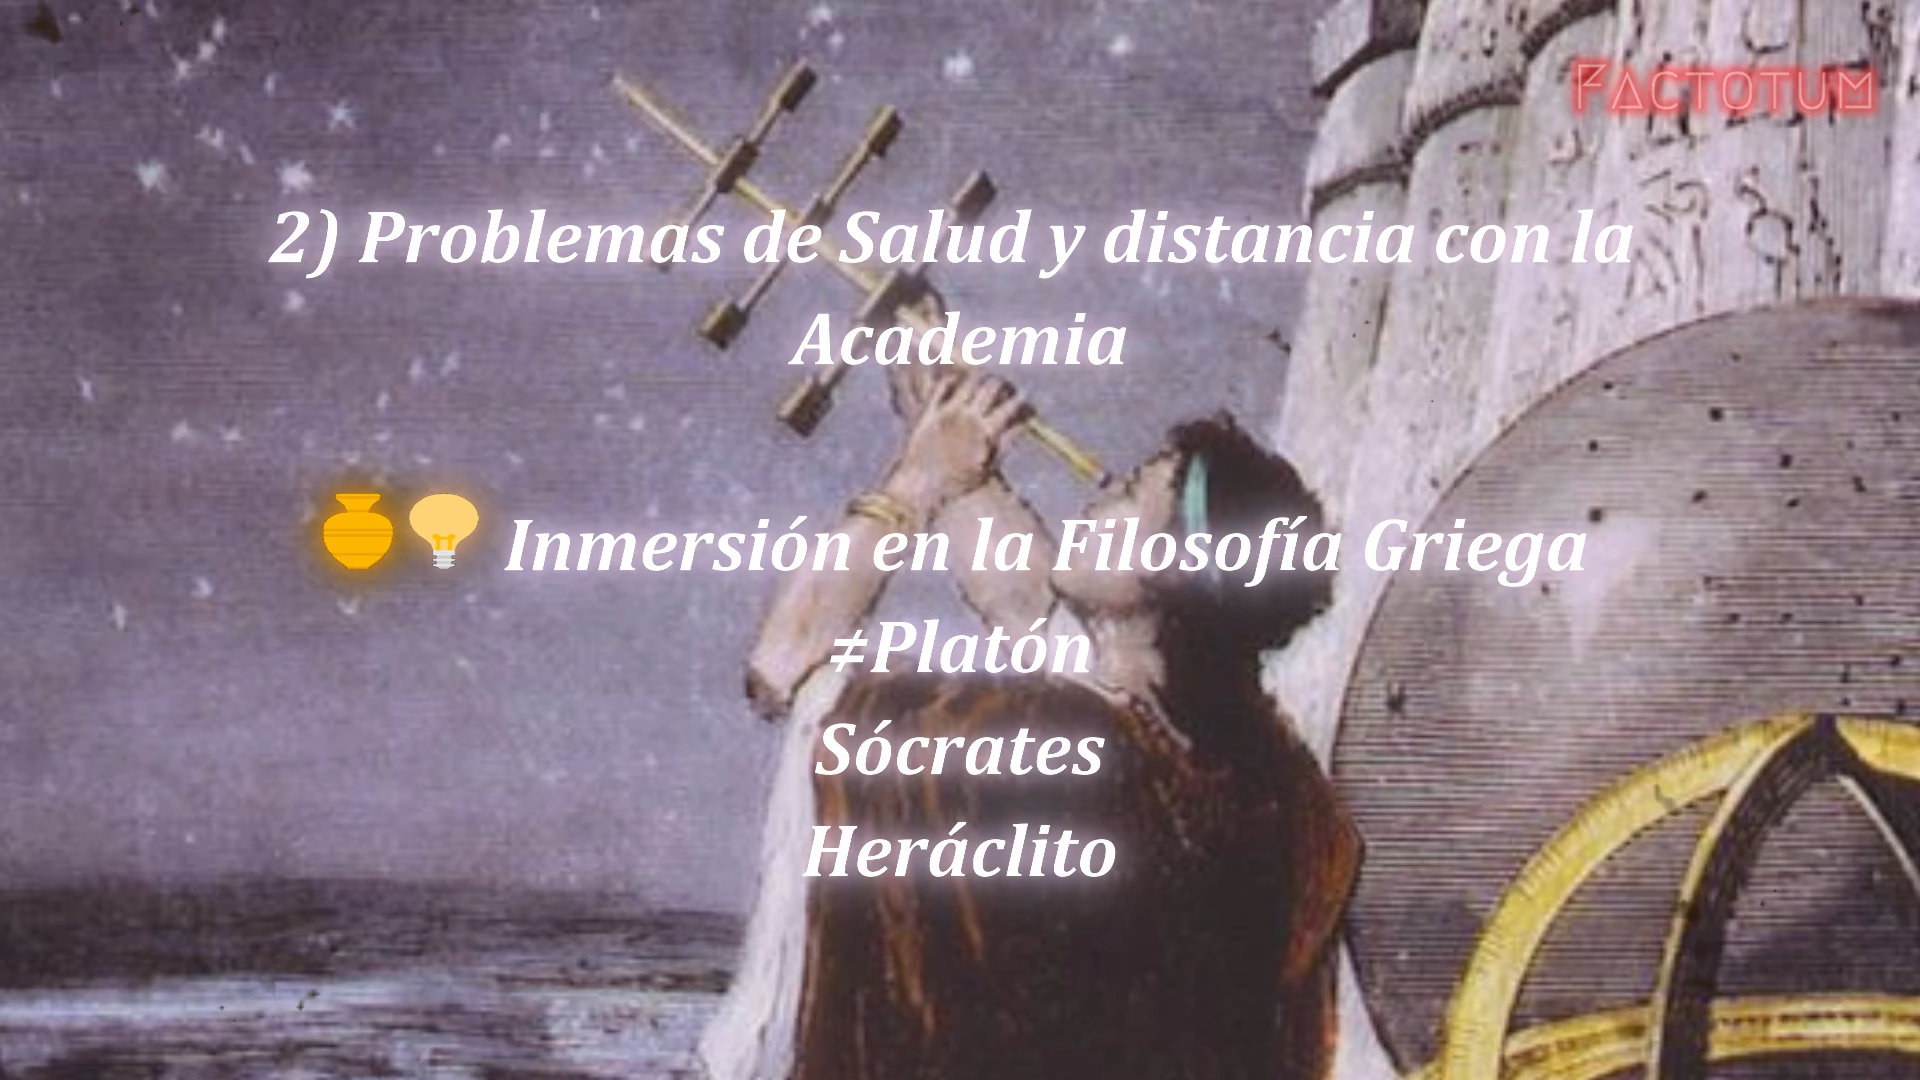 FACTOTUM
2) Problemas de Salud y distancia con la
Academia
Inmersión en la Filosofía Griega
≠Platón
Sócrates
Heráclito